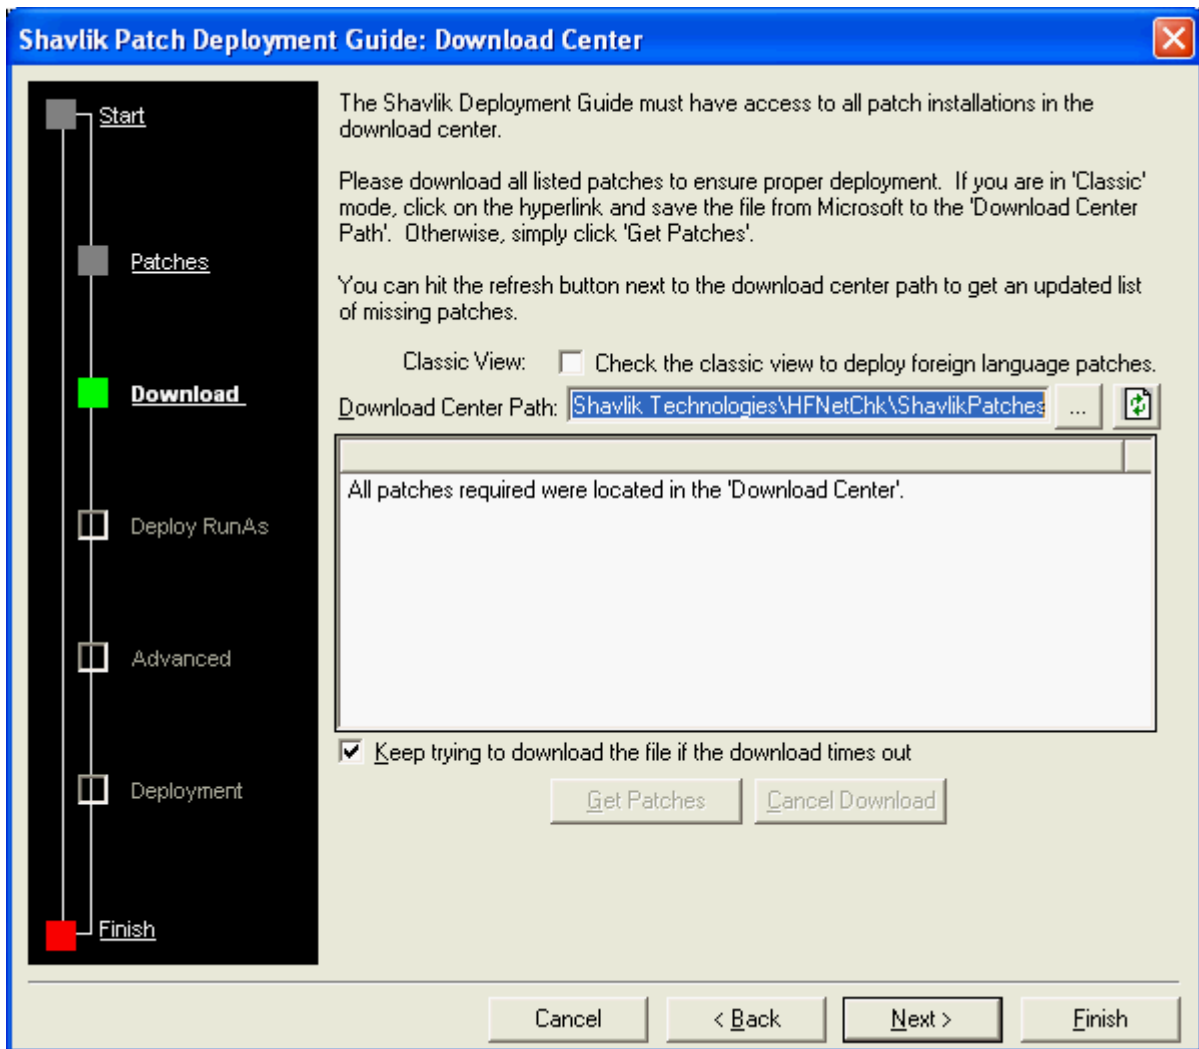 Shavlik Patch Deployment Guide: Download Center
Start
Patches
Download
Deploy RunAs
Advanced
Deployment
Finish
The Shavlik Deployment Guide must have access to all patch installations in the
download center.
Please download all listed patches to ensure proper deployment. If you are in 'Classic'
mode, click on the hyperlink and save the file from Microsoft to the 'Download Center
Path'. Otherwise, simply click 'Get Patches'.
You can hit the refresh button next to the download center path to get an updated list
of missing patches.
Classic View: Check the classic view to deploy foreign language patches.
Download Center Path: Shavlik Technologies\HFNetChk\ShavlikPatches ...
All patches required were located in the 'Download Center'.
Keep trying to download the file if the download times out
Get Patches Cancel Download
Cancel < Back Next > Finish